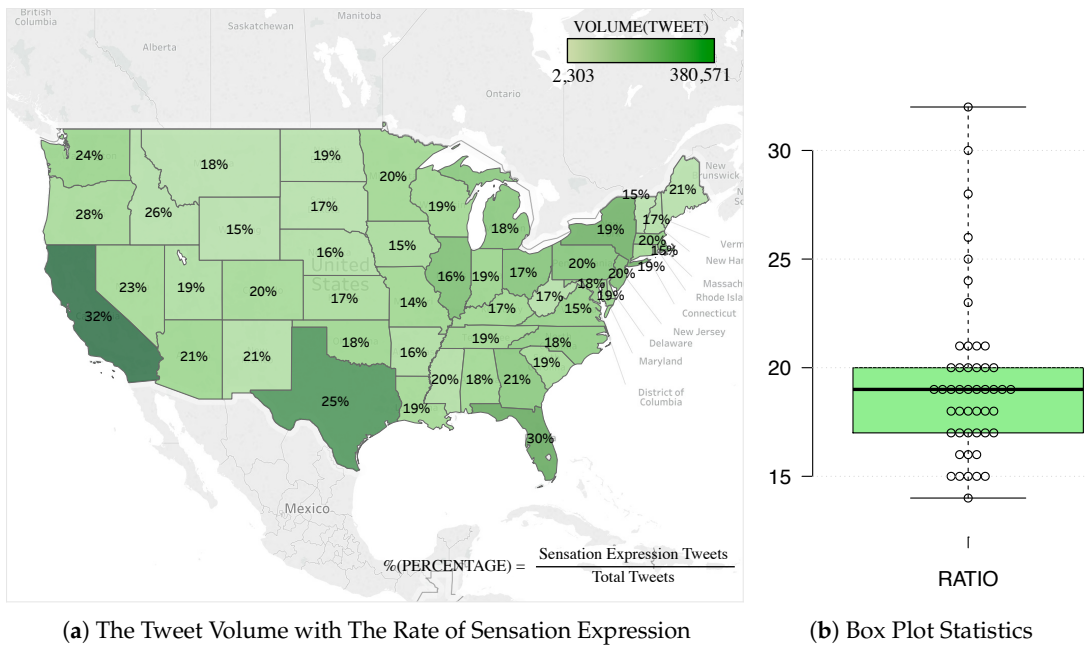 British
Columbia
Alberta
Saskatchewan
Manitoba
Ontario
VOLUME(TWEET)
2,303 380,571
New
Brunswick
24% 18% 19% 20% 15% 21%
28% 26% 15% 17% 19% 18% 19% 17%
16% 15% 20% 15%
23% 19% 20% 17% 14% 16% 19% 17% 20% 20% 19%
18% 19%
17% 17% 15%
32% 21% 21% 18% 16% 19% 18%
25% 19% 20% 18% 21% 19%
30%
United
States
Verm
New Har
Massach
Rhode Isla
Connecticut
New Jersey
Delaware
Maryland
District of
Columbia
Mexico
%(PERCENTAGE) = Sensation Expression Tweets
Total Tweets
30
25
20
15
RATIO
(a) The Tweet Volume with The Rate of Sensation Expression
(b) Box Plot Statistics